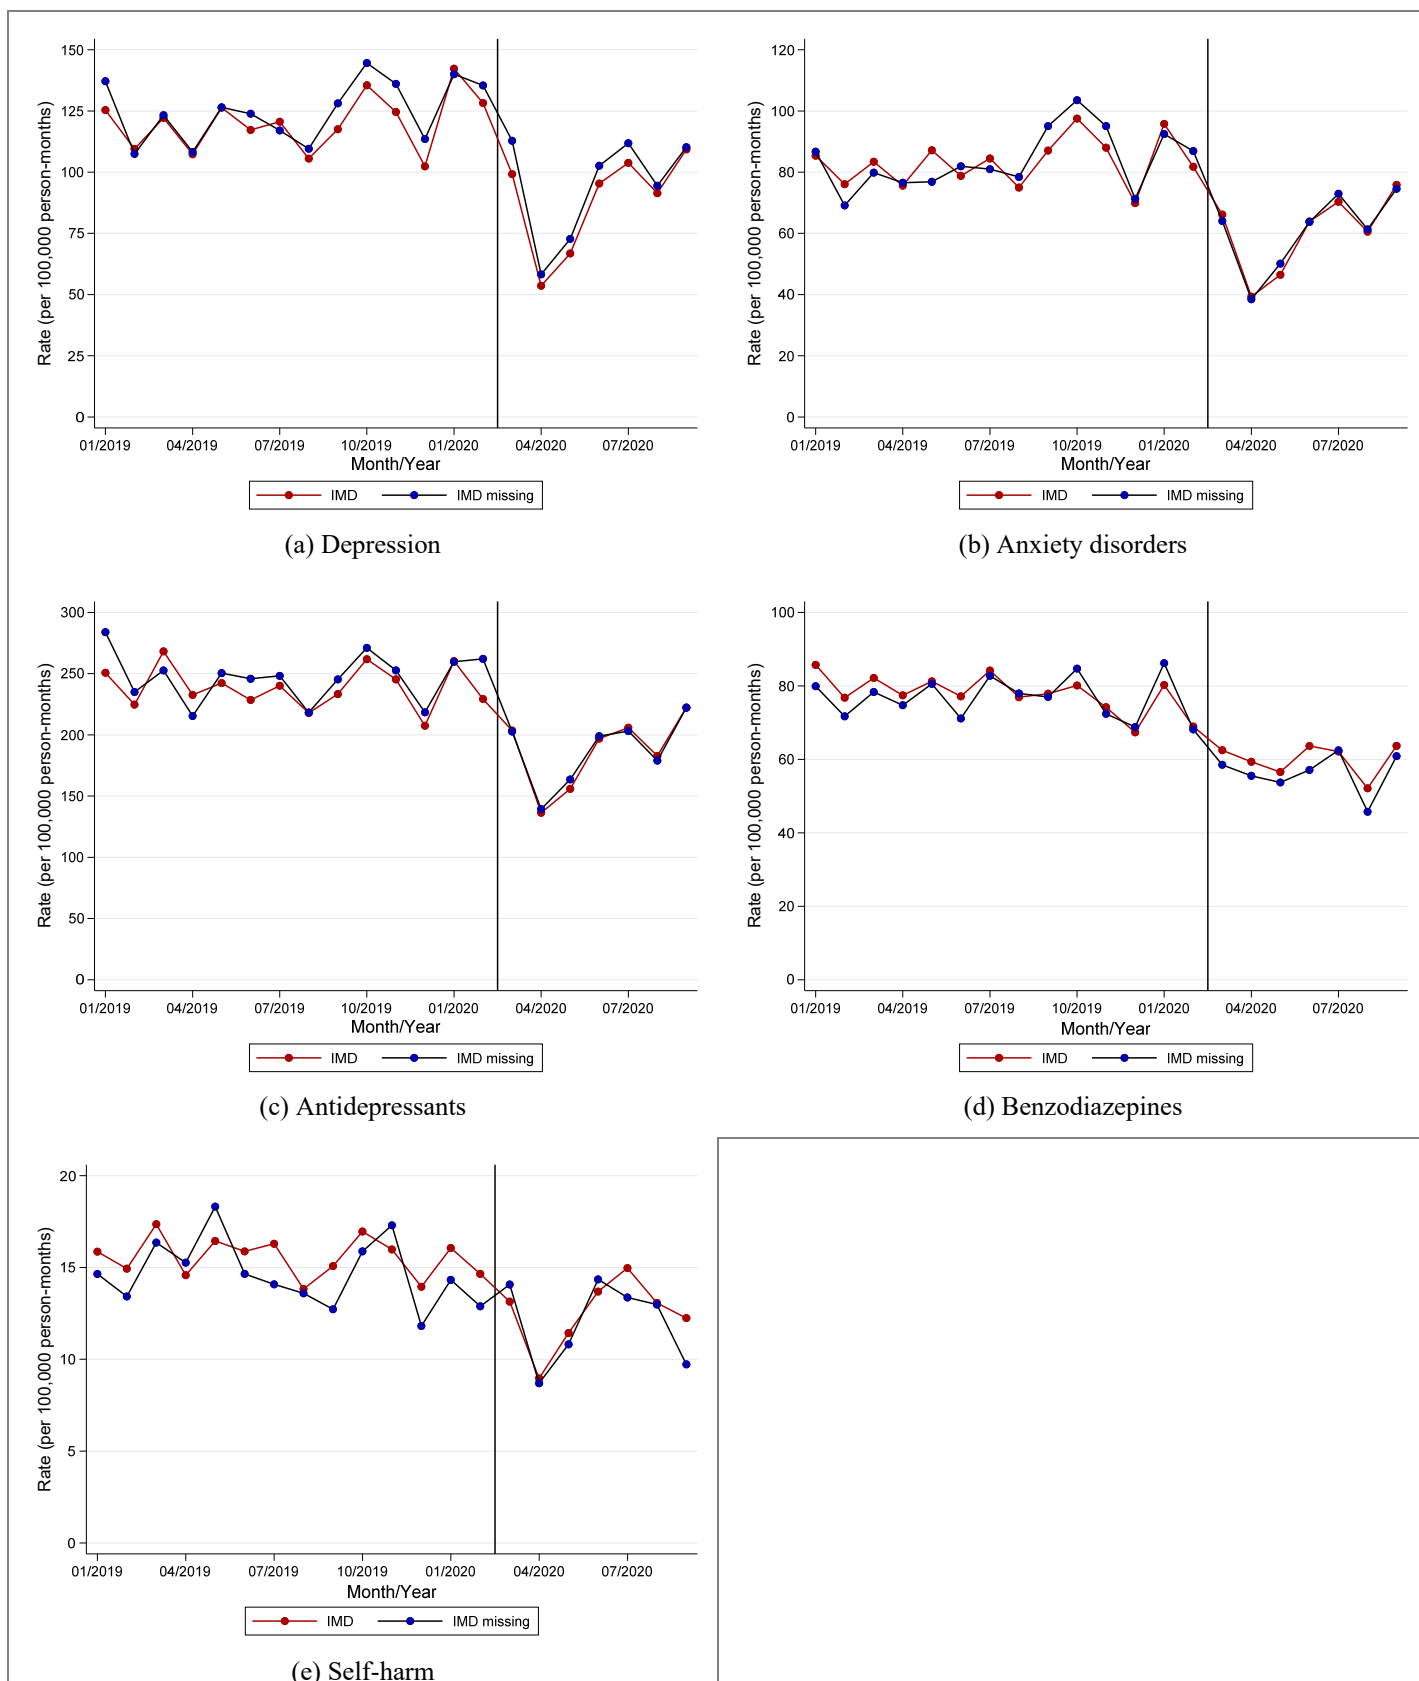 150
125
100
75
50
25
0
Rate (per 100,000 person-months)
01/2019 04/2019 07/2019 10/2019 01/2020 04/2020 07/2020
Month/Year
IMD IMD missing
(a) Depression
120
100
80
60
40
20
0
Rate (per 100,000 person-months)
01/2019 04/2019 07/2019 10/2019 01/2020 04/2020 07/2020
Month/Year
IMD IMD missing
(b) Anxiety disorders
300
250
200
150
100
50
0
Rate (per 100,000 person-months)
01/2019 04/2019 07/2019 10/2019 01/2020 04/2020 07/2020
Month/Year
IMD IMD missing
(c) Antidepressants
100
80
60
40
20
0
Rate (per 100,000 person-months)
01/2019 04/2019 07/2019 10/2019 01/2020 04/2020 07/2020
Month/Year
IMD IMD missing
(d) Benzodiazepines
20
15
10
5
0
Rate (per 100,000 person-months)
01/2019 04/2019 07/2019 10/2019 01/2020 04/2020 07/2020
Month/Year
IMD IMD missing
(e) Self-harm